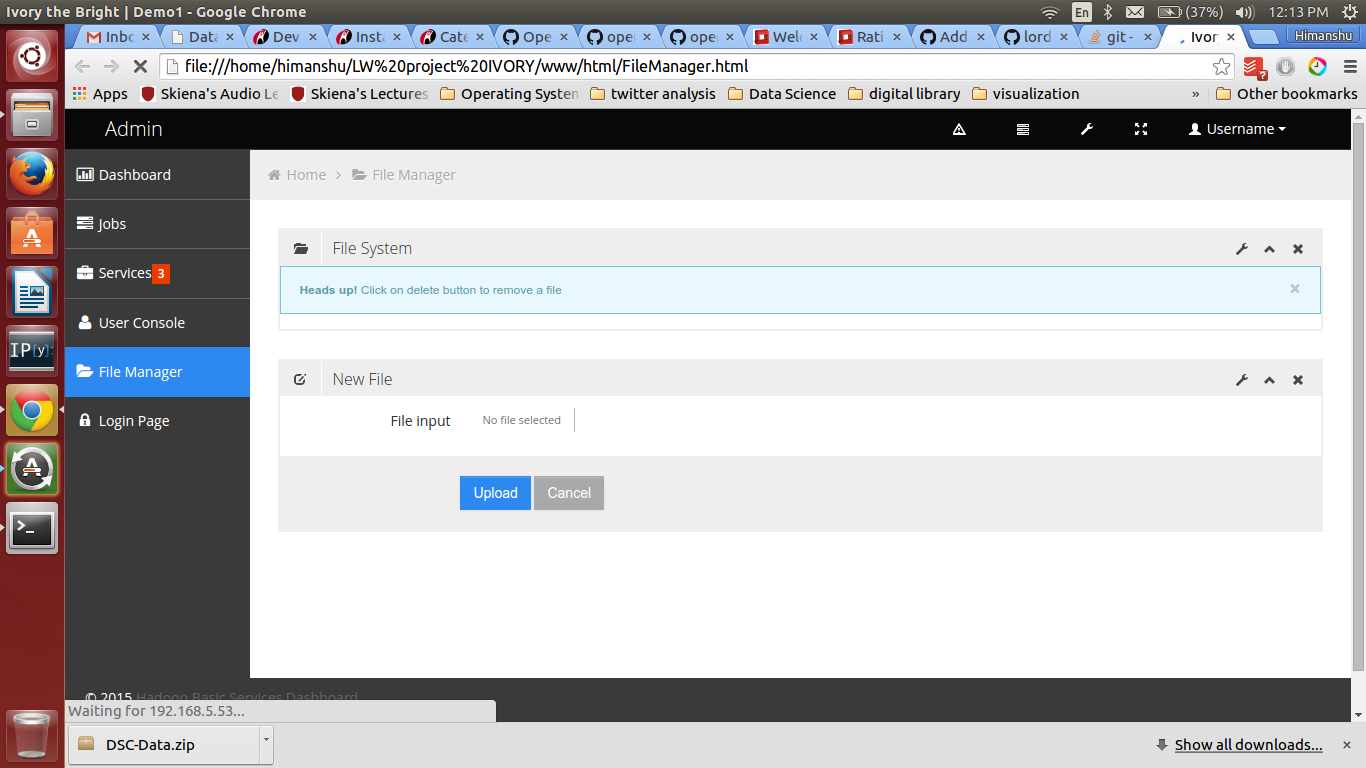 Ivory the Bright | Demo1 - Google Chrome
En
(37%)
12:13 PM
Inbo
Data
Dev
Insta
Cate
Ope
ope
ope
Welc
Rati
Add
lord
git -
Ivor
Himanshu
file:///home/himanshu/LW%20project%20IVORY/www/html/FileManager.html
?
Apps
Skiena's Audio Le
Skiena's Lectures
Operating System
twitter analysis
Data Science
digital library
visualization
»
Other bookmarks
Admin
Username
Dashboard
Jobs
Services 3
User Console
File Manager
Login Page
Home > File Manager
File System
Heads up! Click on delete button to remove a file
×
New File
File input
No file selected
Upload
Cancel
IP[y]:
© 2015 Hadoop Basic Services Dashboard
Waiting for 192.168.5.53...
DSC-Data.zip
Show all downloads...